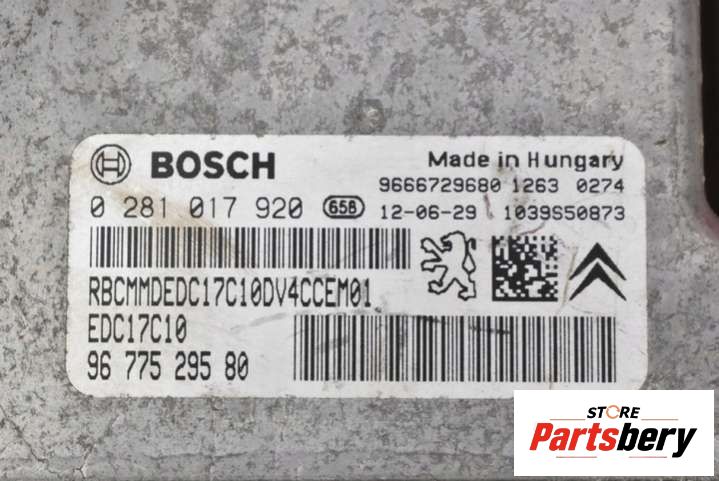 BOSCH
Made in Hungary
9666729680 1263 0274
0 281 017 920 65B 12-06-29 1039S50873
RBCMMDEDC17C10DV4CCEM01
EDC17C10
96 775 295 80
STORE
Partsbery